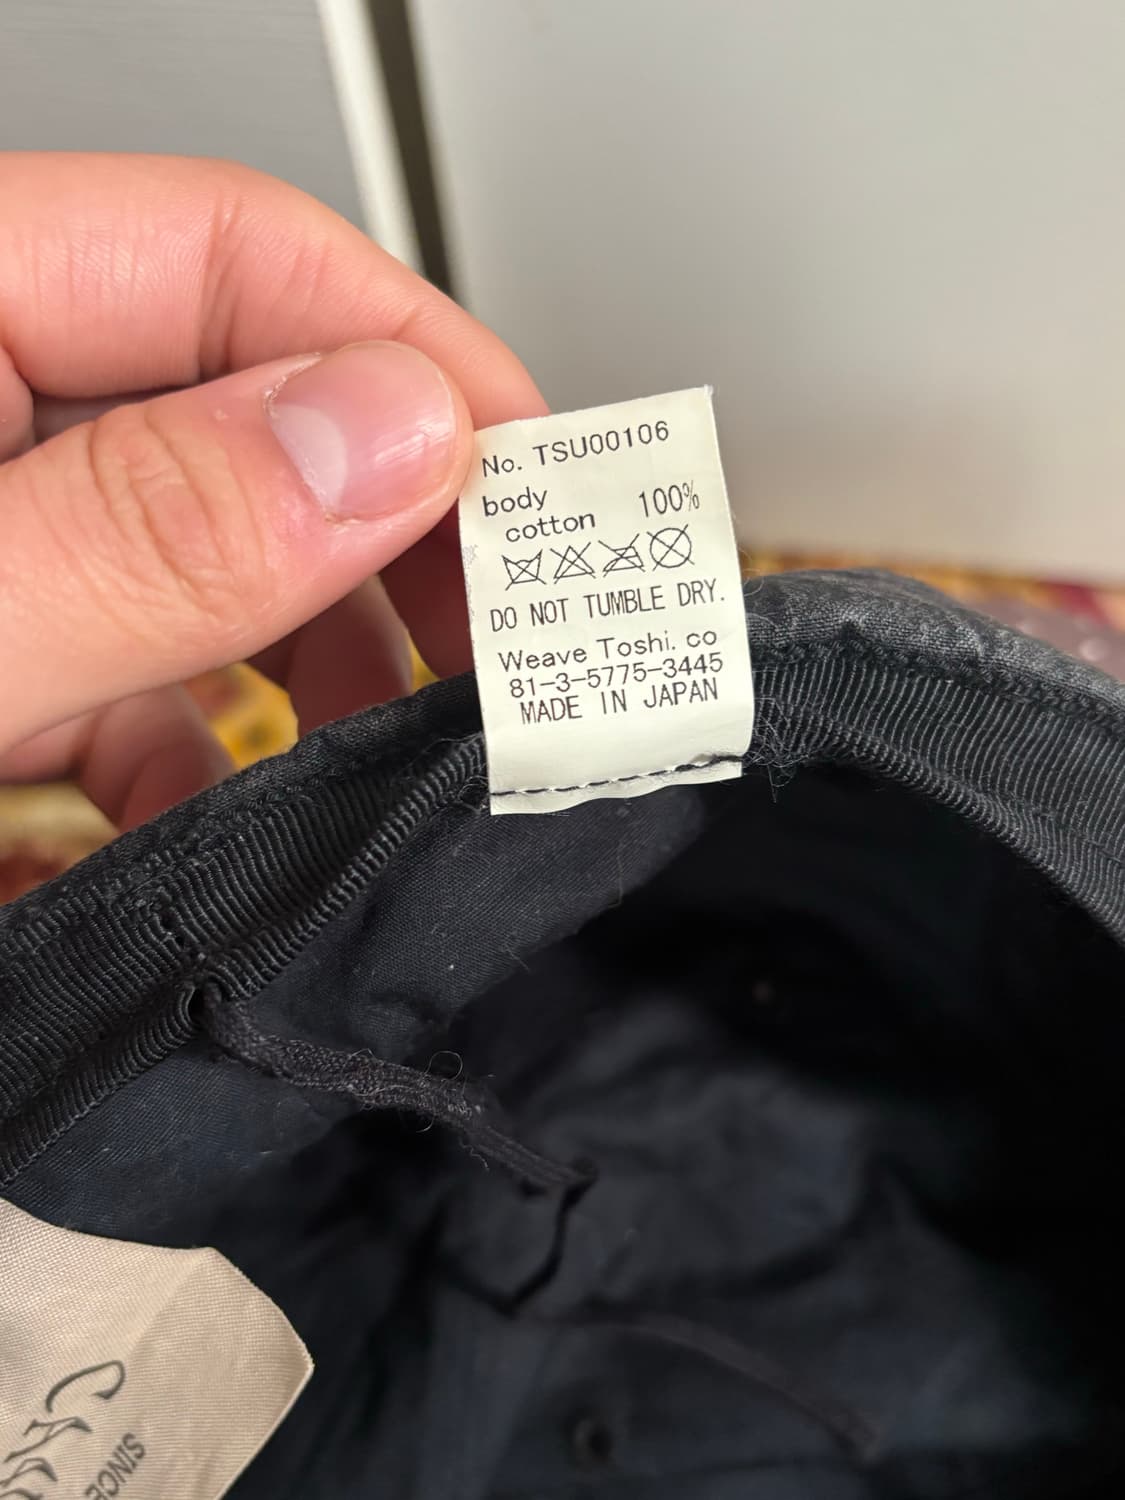 No. TSU00106
body
cotton 100%
DO NOT TUMBLE DRY.
Weave Toshi. co
81-3-5775-3445
MADE IN JAPAN
SINCE